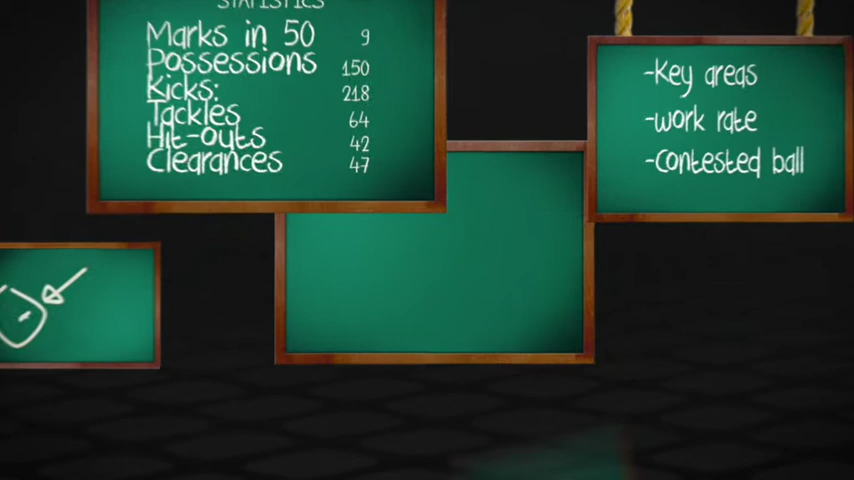 STATISTICS
Marks in 50 9
Possessions 150
Kicks: 218
Tackles 64
Hit-outs 42
Clearances 47
-Key areas
-work rate
-Contested ball